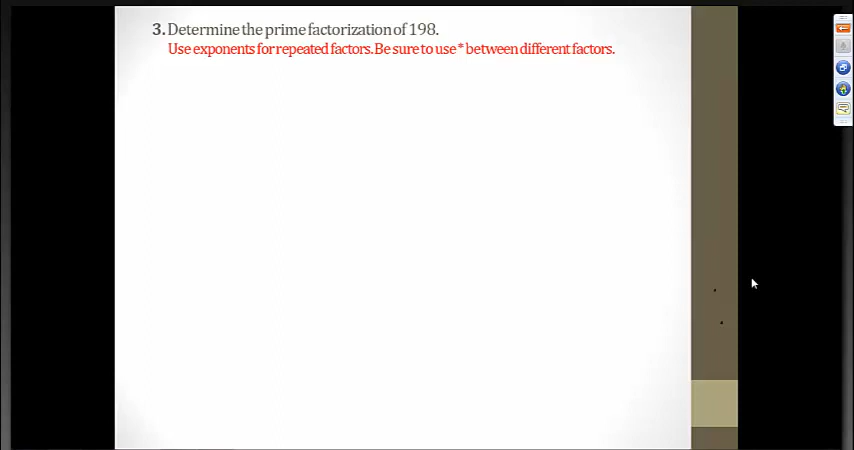 3. Determine the prime factorization of 198.
Use exponents for repeated factors. Be sure to use * between different factors.